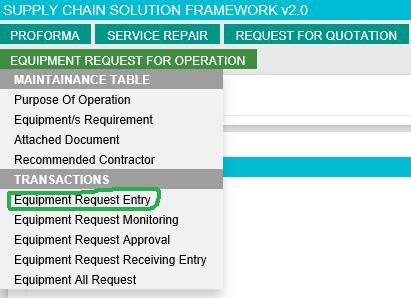 SUPPLY CHAIN SOLUTION FRAMEWORK v2.0
PROFORMA SERVICE REPAIR REQUEST FOR QUOTATION
EQUIPMENT REQUEST FOR OPERATION
MAINTAINANCE TABLE
Purpose Of Operation
Equipment/s Requirement
Attached Document
Recommended Contractor
TRANSACTIONS
Equipment Request Entry
Equipment Request Monitoring
Equipment Request Approval
Equipment Request Receiving Entry
Equipment All Request